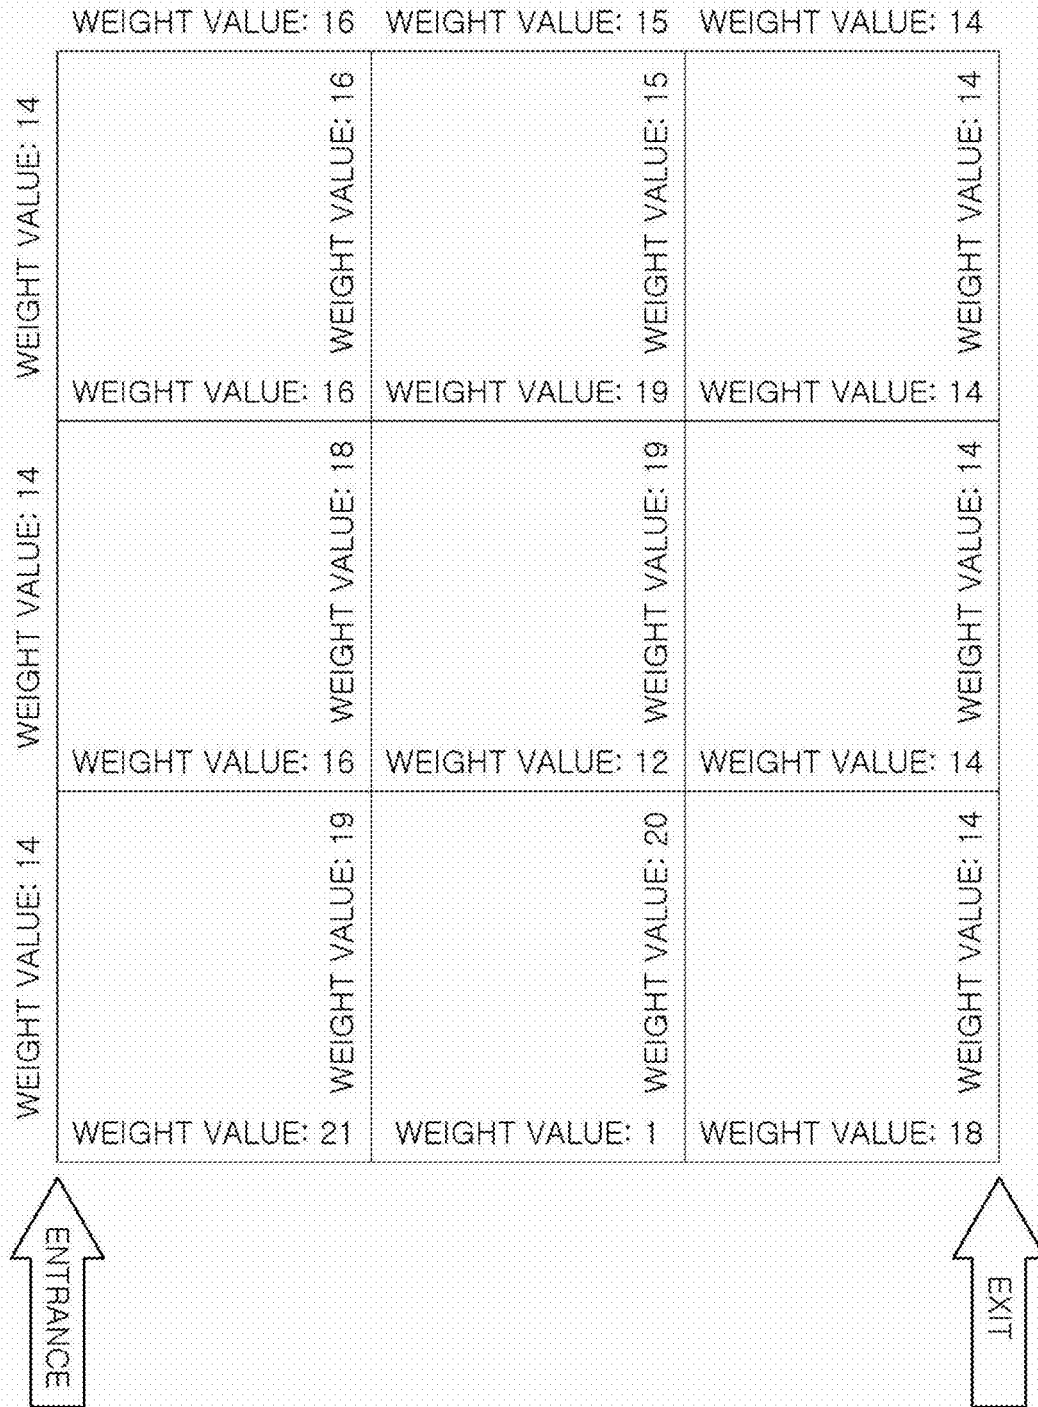 WEIGHT VALUE: 16 WEIGHT VALUE: 15 WEIGHT VALUE: 14
WEIGHT VALUE: 14
WEIGHT VALUE: 16
WEIGHT VALUE: 15
WEIGHT VALUE: 14
WEIGHT VALUE: 16 WEIGHT VALUE: 19 WEIGHT VALUE: 14
WEIGHT VALUE: 14
WEIGHT VALUE: 18
WEIGHT VALUE: 19
WEIGHT VALUE: 14
WEIGHT VALUE: 16 WEIGHT VALUE: 12 WEIGHT VALUE: 14
WEIGHT VALUE: 14
WEIGHT VALUE: 19
WEIGHT VALUE: 20
WEIGHT VALUE: 14
WEIGHT VALUE: 21 WEIGHT VALUE: 1 WEIGHT VALUE: 18
ENTRANCE
EXIT